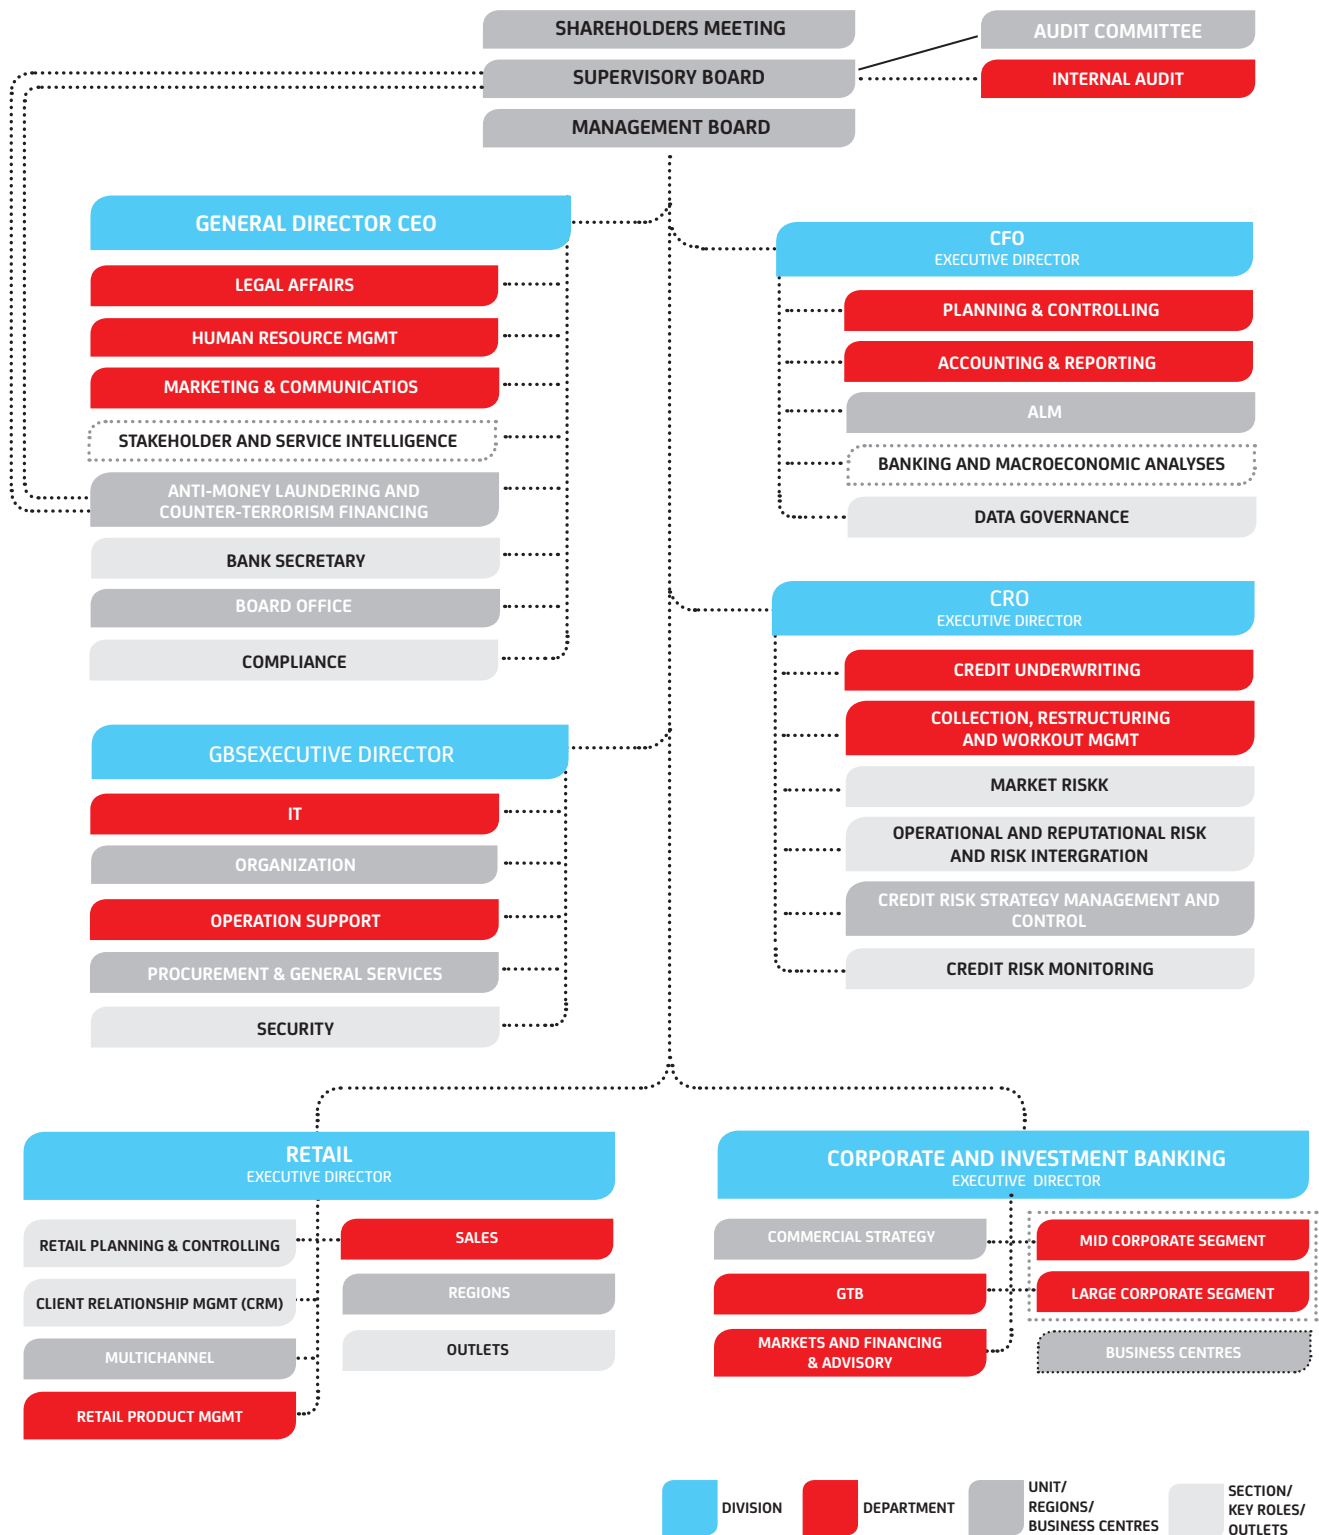 SHAREHOLDERS MEETING
AUDIT COMMITTEE
SUPERVISORY BOARD
INTERNAL AUDIT
MANAGEMENT BOARD
GENERAL DIRECTOR CEO
LEGAL AFFAIRS
HUMAN RESOURCE MGMT
MARKETING & COMMUNICATIOS
STAKEHOLDER AND SERVICE INTELLIGENCE
ANTI-MONEY LAUNDERING AND
COUNTER-TERRORISM FINANCING
BANK SECRETARY
BOARD OFFICE
COMPLIANCE
CFO
EXECUTIVE DIRECTOR
PLANNING & CONTROLLING
ACCOUNTING & REPORTING
ALM
BANKING AND MACROECONOMIC ANALYSES
DATA GOVERNANCE
CRO
EXECUTIVE DIRECTOR
CREDIT UNDERWRITING
COLLECTION, RESTRUCTURING
AND WORKOUT MGMT
MARKET RISKK
OPERATIONAL AND REPUTATIONAL RISK
AND RISK INTERGRATION
CREDIT RISK STRATEGY MANAGEMENT AND
CONTROL
CREDIT RISK MONITORING
GBSEXECUTIVE DIRECTOR
IT
ORGANIZATION
OPERATION SUPPORT
PROCUREMENT & GENERAL SERVICES
SECURITY
RETAIL
EXECUTIVE DIRECTOR
RETAIL PLANNING & CONTROLLING
CLIENT RELATIONSHIP MGMT (CRM)
MULTICHANNEL
RETAIL PRODUCT MGMT
SALES
REGIONS
OUTLETS
CORPORATE AND INVESTMENT BANKING
EXECUTIVE DIRECTOR
COMMERCIAL STRATEGY
GTB
MARKETS AND FINANCING
& ADVISORY
MID CORPORATE SEGMENT
LARGE CORPORATE SEGMENT
BUSINESS CENTRES
DIVISION
DEPARTMENT
UNIT/
REGIONS/
BUSINESS CENTRES
SECTION/
KEY ROLES/
OUTLETS